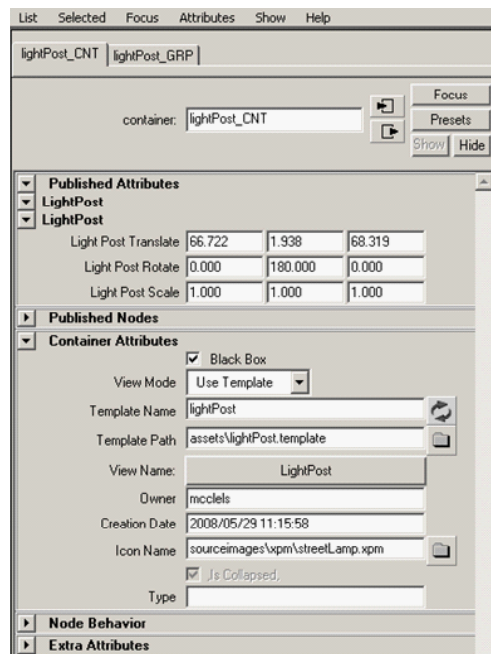 List Selected Focus Attributes Show Help
lightPost_CNT lightPost_GRP
container: lightPost_CNT
Focus
Presets
Show Hide
Published Attributes
LightPost
LightPost
Light Post Translate 66.722 1.938 68.319
Light Post Rotate 0.000 180.000 0.000
Light Post Scale 1.000 1.000 1.000
Published Nodes
Container Attributes
Black Box
View Mode Use Template
Template Name lightPost
Template Path assets\lightPost.template
View Name: LightPost
Owner mcclels
Creation Date 2008/05/29 11:15:58
Icon Name sourceimages\xpm\streetLamp.xpm
,Is Collapsed,
Type
Node Behavior
Extra Attributes